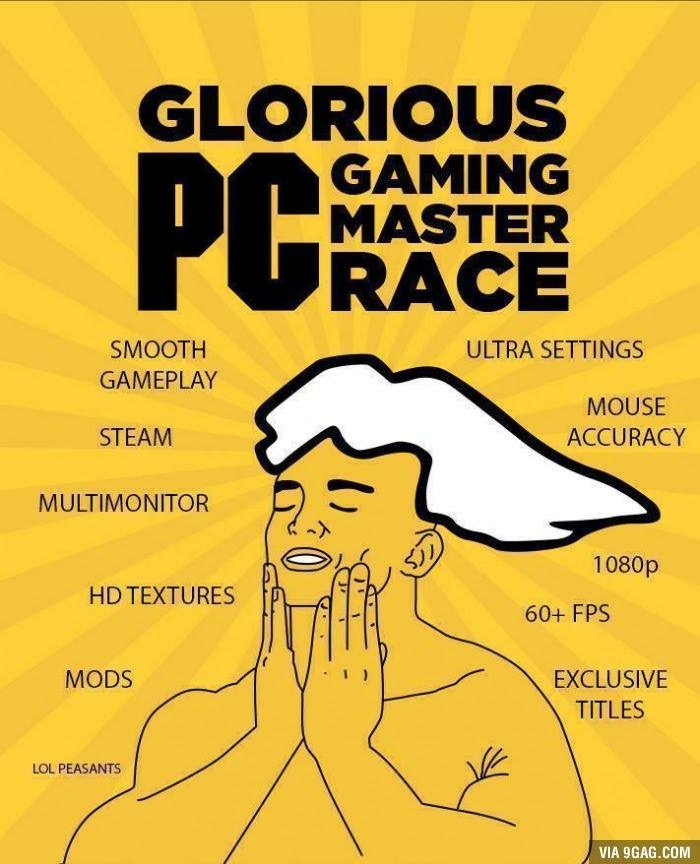 GLORIOUS
PC GAMING
MASTER
RACE
SMOOTH
GAMEPLAY
ULTRA SETTINGS
STEAM
MOUSE
ACCURACY
MULTIMONITOR
1080p
HD TEXTURES
60+ FPS
MODS
EXCLUSIVE
TITLES
LOL PEASANTS
VIA 9GAG.COM